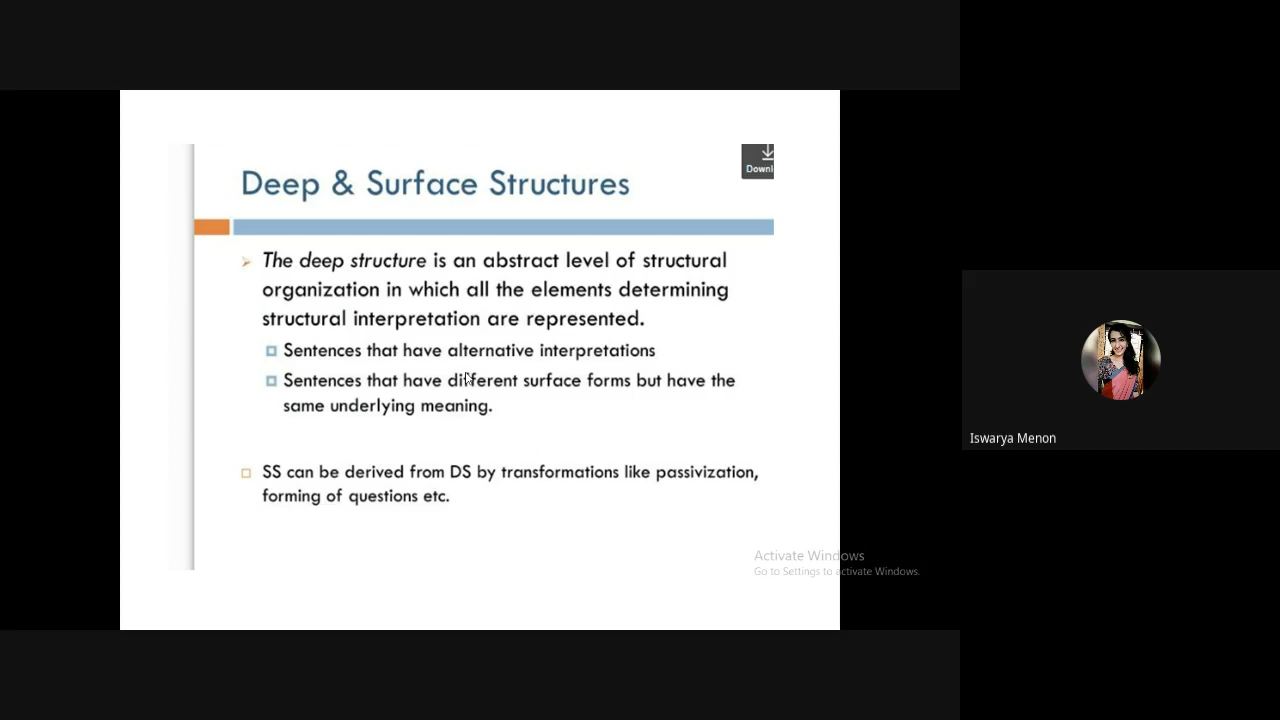 Downl
Deep & Surface Structures
The deep structure is an abstract level of structural
organization in which all the elements determining
structural interpretation are represented.
Sentences that have alternative interpretations
Sentences that have different surface forms but have the
same underlying meaning.
SS can be derived from DS by transformations like passivization,
forming of questions etc.
Activate Windows
Go to Settings to activate Windows.
Iswarya Menon